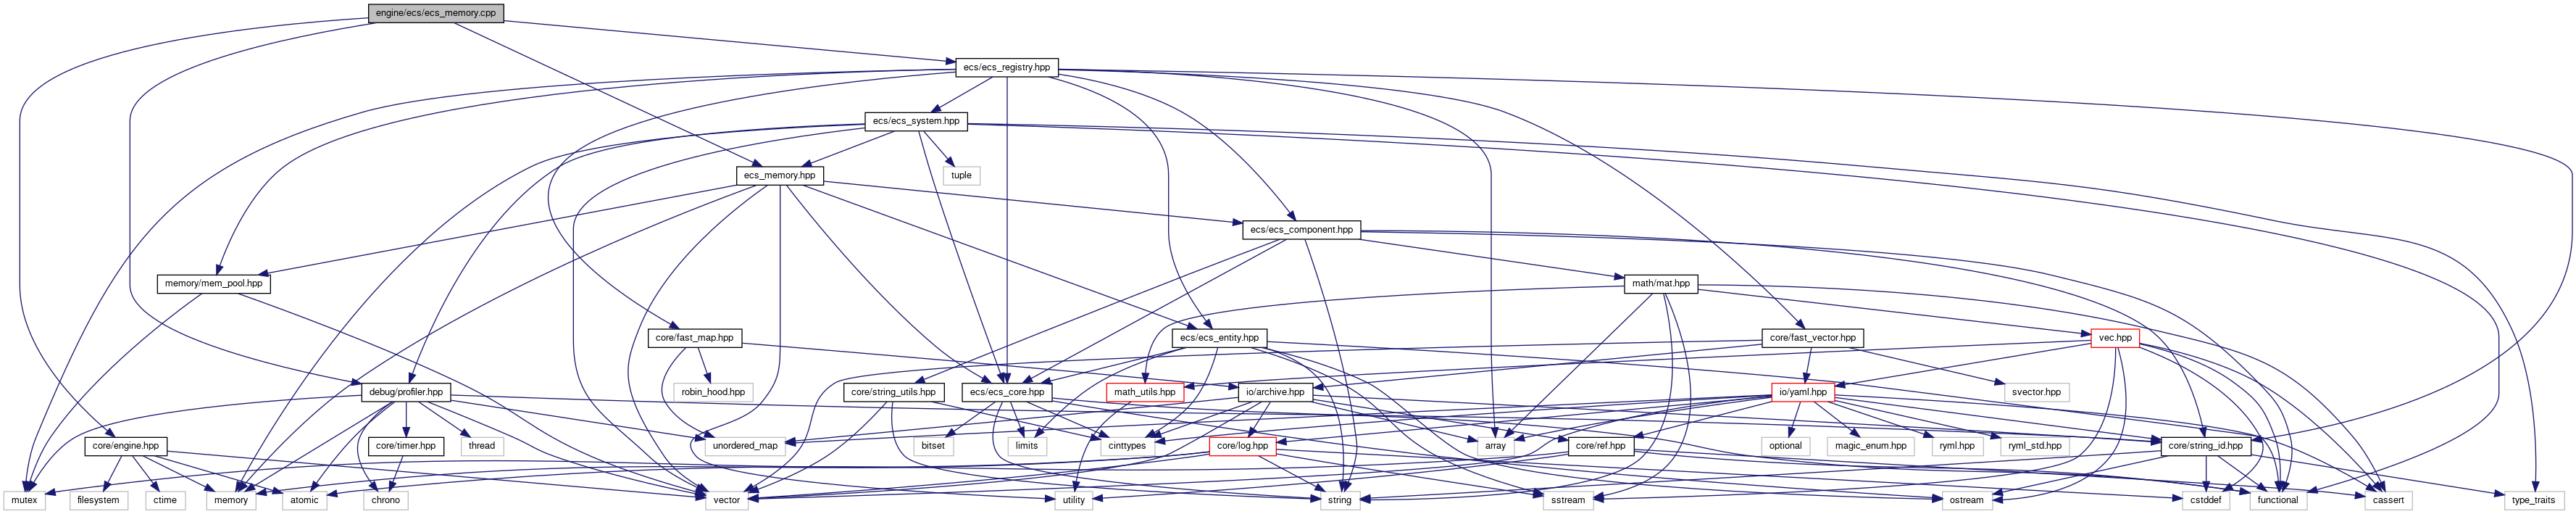 engine/ecs/ecs_memory.cpp
ecs/ecs_registry.hpp
ecs/ecs_system.hpp
ecs_memory.hpp
tuple
ecs/ecs_component.hpp
memory/mem_pool.hpp
math/mat.hpp
core/fast_map.hpp
ecs/ecs_entity.hpp
core/fast_vector.hpp
vec.hpp
debug/profiler.hpp
robin_hood.hpp
core/string_utils.hpp
ecs/ecs_core.hpp
math_utils.hpp
io/archive.hpp
io/yaml.hpp
svector.hpp
core/engine.hpp
core/timer.hpp
thread
unordered_map
bitset
limits
cinttypes
core/log.hpp
array
core/ref.hpp
optional
magic_enum.hpp
ryml.hpp
ryml_std.hpp
core/string_id.hpp
mutex
filesystem
ctime
memory
atomic
chrono
vector
utility
string
sstream
ostream
cstddef
functional
cassert
type_traits